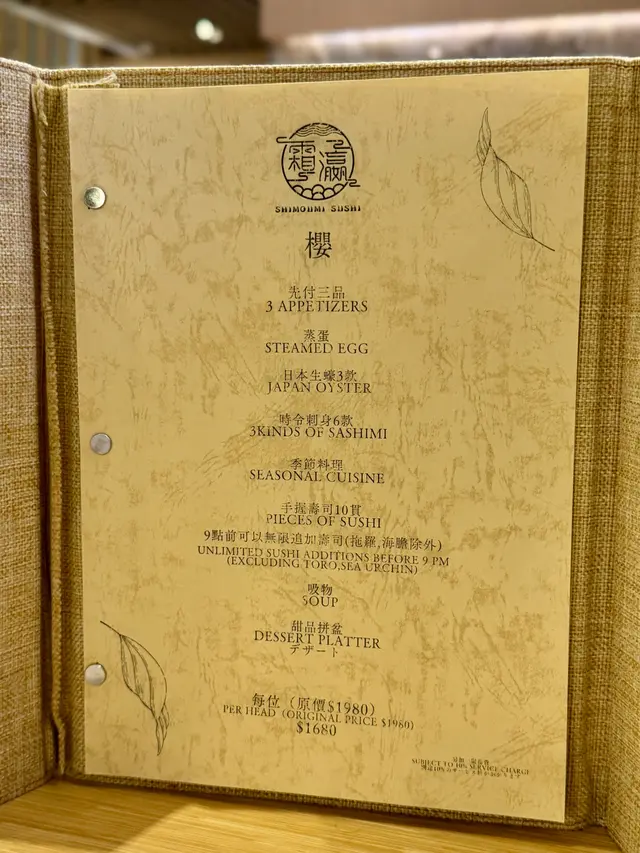 SHIMOUMI SUSHI
櫻
先付三品
3 APPETIZERS
蒸蛋
STEAMED EGG
日本生蠔3款
JAPAN OYSTER
時令刺身6款
3KINDS OF SASHIMI
季節料理
SEASONAL CUISINE
手握壽司10貫
PIECES OF SUSHI
9點前可以無限追加壽司(拖羅,海膽除外)
UNLIMITED SUSHI ADDITIONS BEFORE 9 PM
(EXCLUDING TORO,SEA URCHIN)
吸物
SOUP
甜品拼盆
DESSERT PLATTER
デザート
每位（原價$1980）
PER HEAD (ORIGINAL PRICE $1980)
$1680
SUBJECT TO 10% SERVICE CHARGE